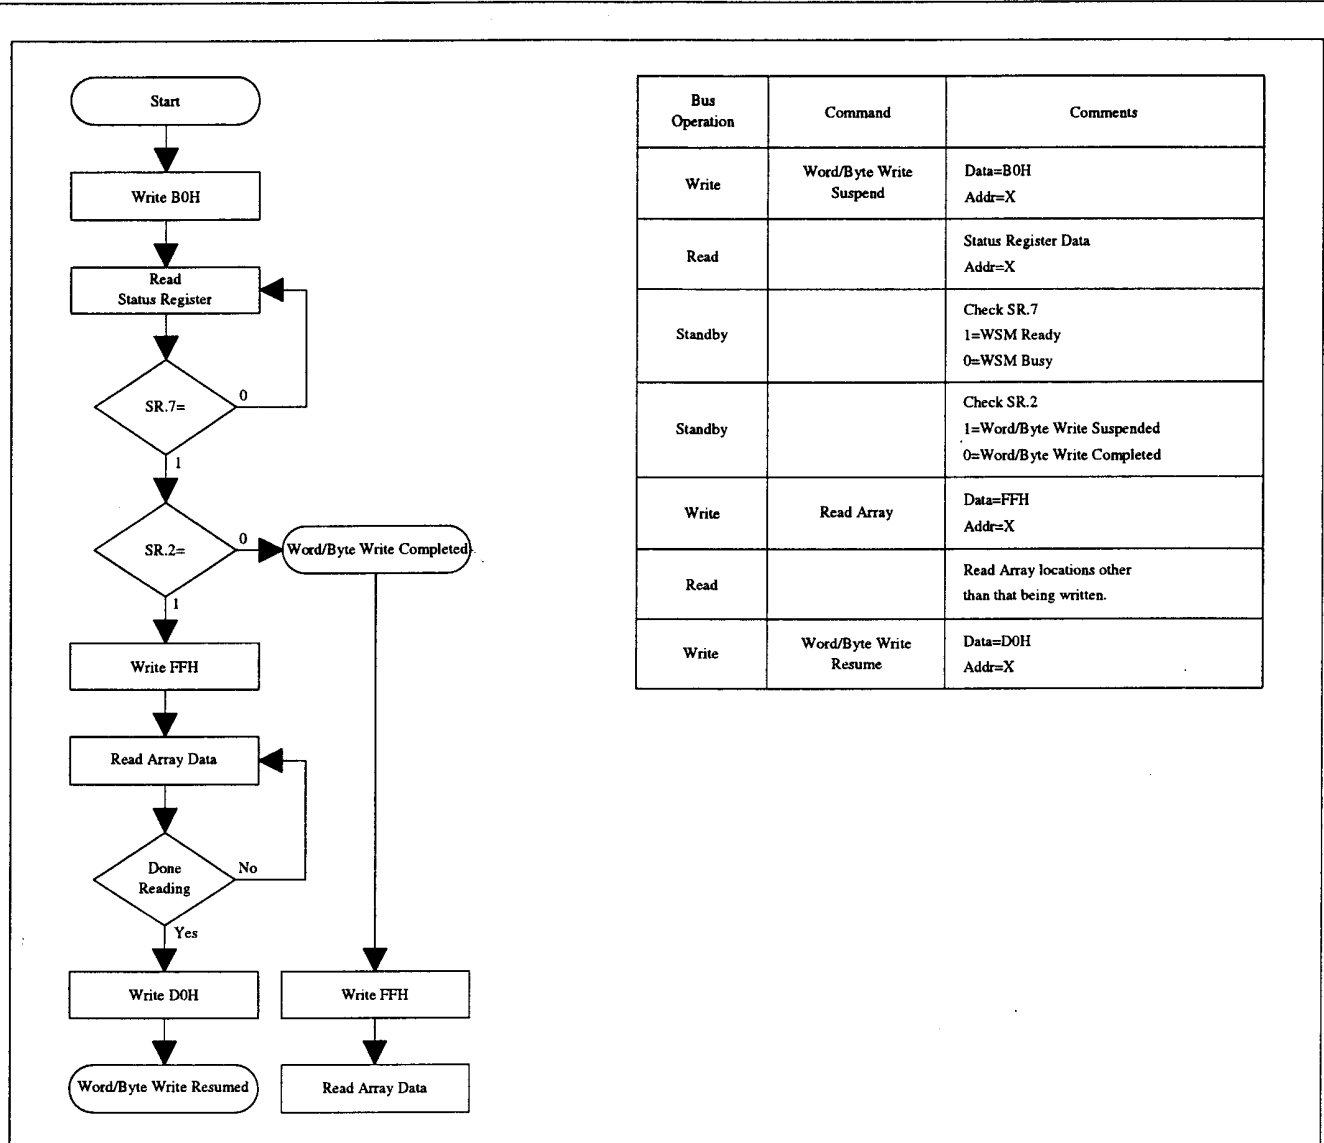 Start
Write B0H
Read
Status Register
SR.7=
0
1
SR.2=
0
Word/Byte Write Completed
1
Write FFH
Read Array Data
Done
Reading
No
Yes
Write D0H
Write FFH
Word/Byte Write Resumed
Read Array Data
Bus
Operation
Command
Comments
Write
Word/Byte Write
Suspend
Data=B0H
Addr=X
Read
Status Register Data
Addr=X
Standby
Check SR.7
1=WSM Ready
0=WSM Busy
Standby
Check SR.2
1=Word/Byte Write Suspended
0=Word/Byte Write Completed
Write
Read Array
Data=FFH
Addr=X
Read
Read Array locations other
than that being written.
Write
Word/Byte Write
Resume
Data=D0H
Addr=X